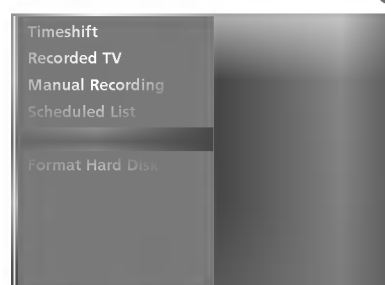 Timeshift
Recorded TV
Manual Recording
Scheduled List
Format Hard Disk